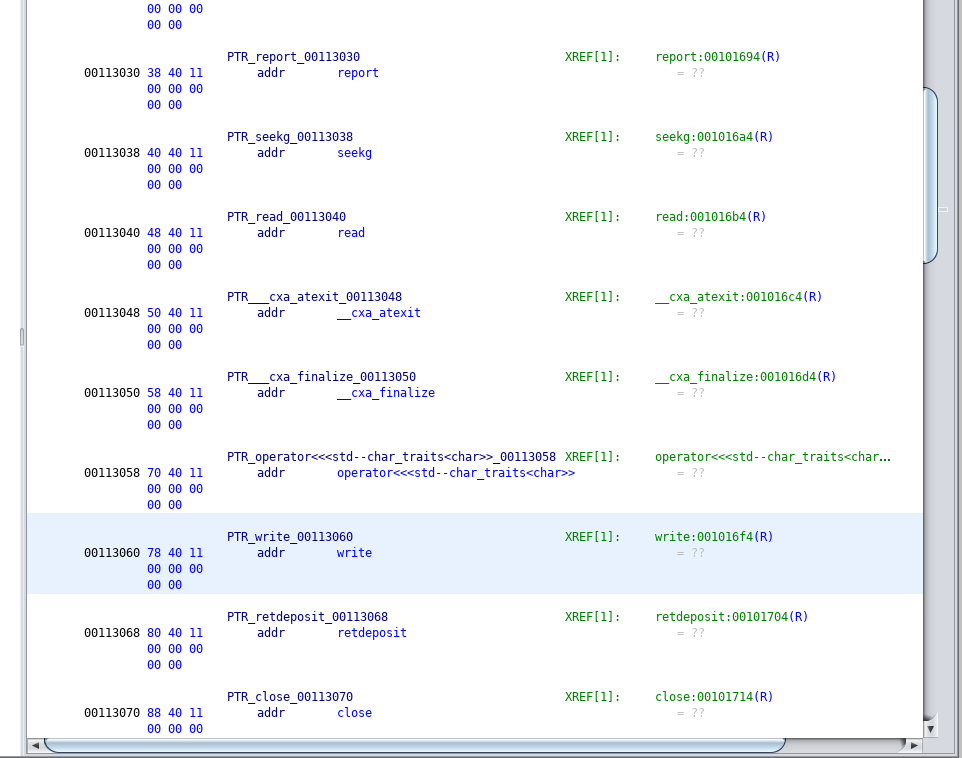 00 00 00
00 00
PTR_report_00113030 XREF[1]: report:00101694(R)
00113030 38 40 11 addr report = ??
00 00 00
00 00
PTR_seekg_00113038 XREF[1]: seekg:001016a4(R)
00113038 40 40 11 addr seekg = ??
00 00 00
00 00
PTR_read_00113040 XREF[1]: read:001016b4(R)
00113040 48 40 11 addr read = ??
00 00 00
00 00
PTR___cxa_atexit_00113048 XREF[1]: __cxa_atexit:001016c4(R)
00113048 50 40 11 addr __cxa_atexit = ??
00 00 00
00 00
PTR___cxa_finalize_00113050 XREF[1]: __cxa_finalize:001016d4(R)
00113050 58 40 11 addr __cxa_finalize = ??
00 00 00
00 00
PTR_operator<<<std--char_traits<char>>_00113058 XREF[1]: operator<<<std--char_traits<char...
00113058 70 40 11 addr operator<<<std--char_traits<char>> = ??
00 00 00
00 00
PTR_write_00113060 XREF[1]: write:001016f4(R)
00113060 78 40 11 addr write = ??
00 00 00
00 00
PTR_retdeposit_00113068 XREF[1]: retdeposit:00101704(R)
00113068 80 40 11 addr retdeposit = ??
00 00 00
00 00
PTR_close_00113070 XREF[1]: close:00101714(R)
00113070 88 40 11 addr close = ??
00 00 00